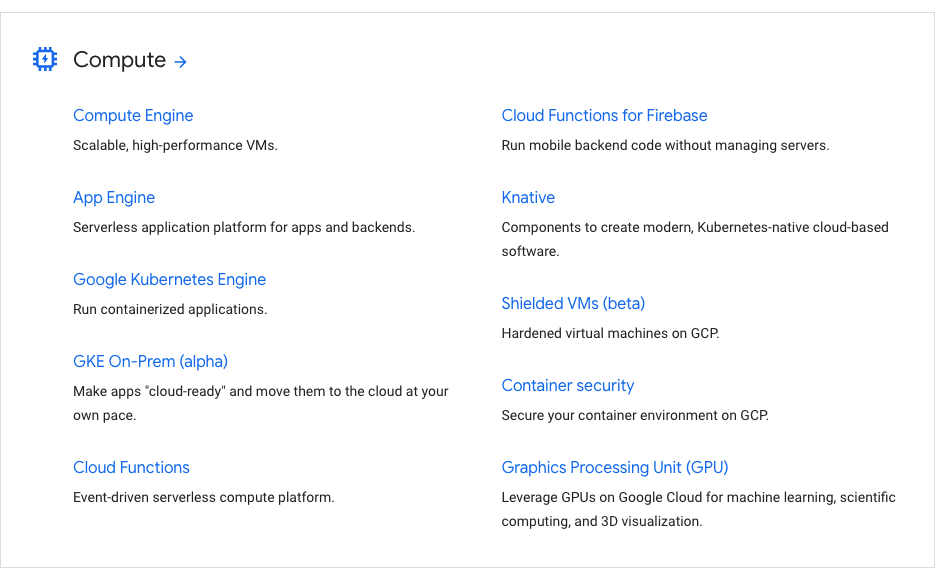 Compute →
Compute Engine
Scalable, high-performance VMs.
App Engine
Serverless application platform for apps and backends.
Google Kubernetes Engine
Run containerized applications.
GKE On-Prem (alpha)
Make apps "cloud-ready" and move them to the cloud at your
own pace.
Cloud Functions
Event-driven serverless compute platform.
Cloud Functions for Firebase
Run mobile backend code without managing servers.
Knative
Components to create modern, Kubernetes-native cloud-based
software.
Shielded VMs (beta)
Hardened virtual machines on GCP.
Container security
Secure your container environment on GCP.
Graphics Processing Unit (GPU)
Leverage GPUs on Google Cloud for machine learning, scientific
computing, and 3D visualization.